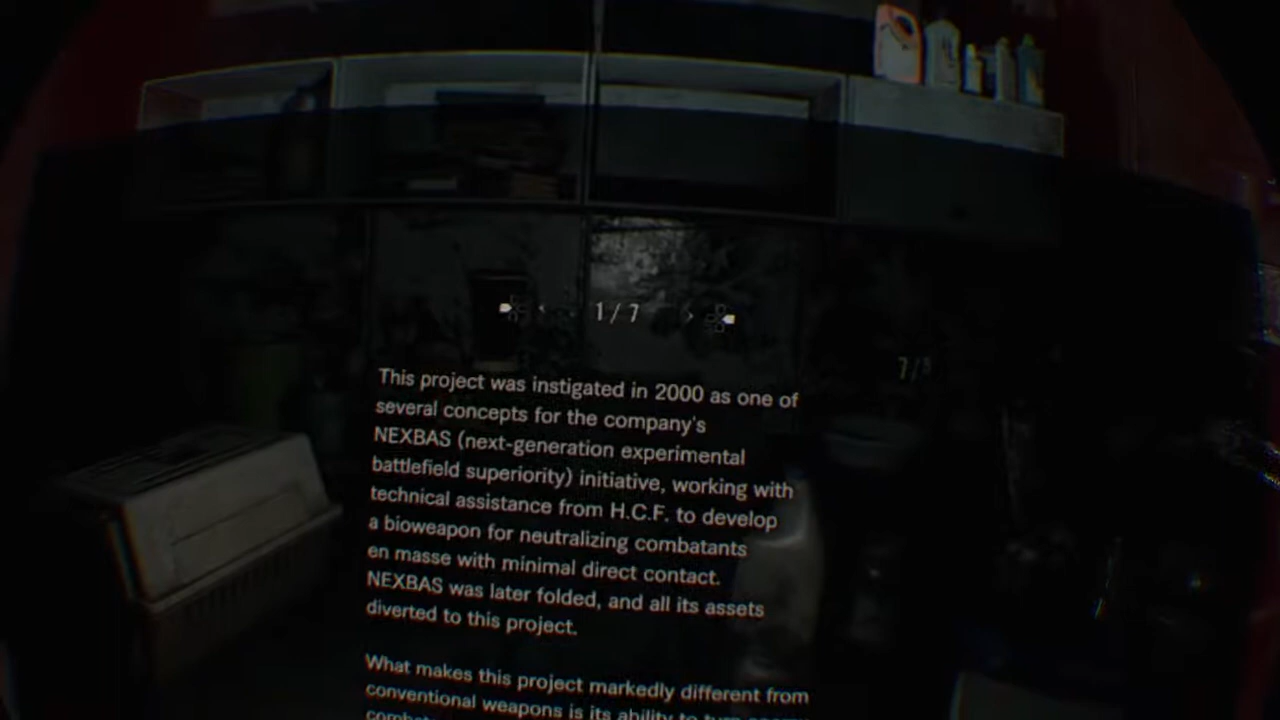 1 / 7
7/
This project was instigated in 2000 as one of
several concepts for the company's
NEXBAS (next-generation experimental
battlefield superiority) initiative, working with
technical assistance from H.C.F. to develop
a bioweapon for neutralizing combatants
en masse with minimal direct contact.
NEXBAS was later folded, and all its assets
diverted to this project.
What makes this project markedly different from
conventional weapons is its ability to turn